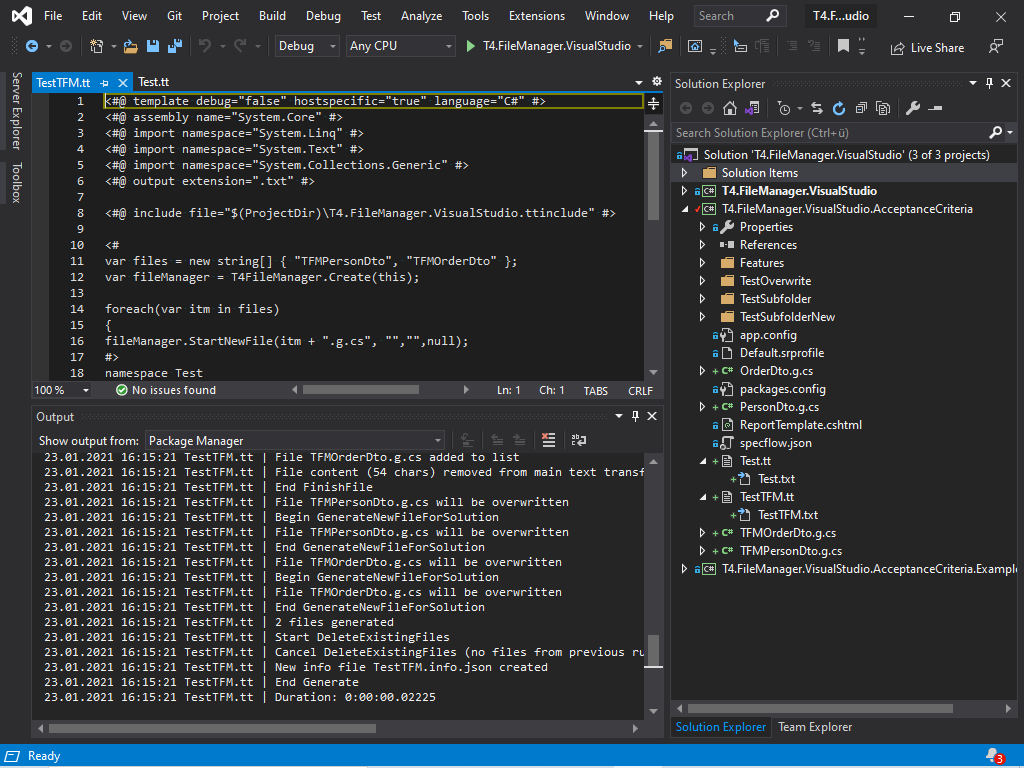 File Edit View Git Project Build Debug Test Analyze Tools Extensions Window Help Search T4.F...udio
Debug Any CPU T4.FileManager.VisualStudio Live Share
Server Explorer
Toolbox
TestTFM.tt Test.tt
1 <#@ template debug="false" hostspecific="true" language="C#" #>
2 <#@ assembly name="System.Core" #>
3 <#@ import namespace="System.Linq" #>
4 <#@ import namespace="System.Text" #>
5 <#@ import namespace="System.Collections.Generic" #>
6 <#@ output extension=".txt" #>
7
8 <#@ include file="$(ProjectDir)\T4.FileManager.VisualStudio.ttinclude" #>
9
10 <#
11 var files = new string[] { "TFMPersonDto", "TFMOrderDto" };
12 var fileManager = T4FileManager.Create(this);
13
14 foreach(var itm in files)
15 {
16 fileManager.StartNewFile(itm + ".g.cs", "","",null);
17 #>
18 namespace Test
100 % No issues found Ln: 1 Ch: 1 TABS CRLF
Output
Show output from: Package Manager
23.01.2021 16:15:21 TestTFM.tt | File TFMOrderDto.g.cs added to list
23.01.2021 16:15:21 TestTFM.tt | File content (54 chars) removed from main text transf
23.01.2021 16:15:21 TestTFM.tt | End FinishFile
23.01.2021 16:15:21 TestTFM.tt | File TFMPersonDto.g.cs will be overwritten
23.01.2021 16:15:21 TestTFM.tt | Begin GenerateNewFileForSolution
23.01.2021 16:15:21 TestTFM.tt | File TFMPersonDto.g.cs will be overwritten
23.01.2021 16:15:21 TestTFM.tt | End GenerateNewFileForSolution
23.01.2021 16:15:21 TestTFM.tt | File TFMOrderDto.g.cs will be overwritten
23.01.2021 16:15:21 TestTFM.tt | Begin GenerateNewFileForSolution
23.01.2021 16:15:21 TestTFM.tt | File TFMOrderDto.g.cs will be overwritten
23.01.2021 16:15:21 TestTFM.tt | End GenerateNewFileForSolution
23.01.2021 16:15:21 TestTFM.tt | 2 files generated
23.01.2021 16:15:21 TestTFM.tt | Start DeleteExistingFiles
23.01.2021 16:15:21 TestTFM.tt | Cancel DeleteExistingFiles (no files from previous ru
23.01.2021 16:15:21 TestTFM.tt | New info file TestTFM.info.json created
23.01.2021 16:15:21 TestTFM.tt | End Generate
23.01.2021 16:15:21 TestTFM.tt | Duration: 0:00:00.02225
Solution Explorer
Search Solution Explorer (Ctrl+ü)
Solution 'T4.FileManager.VisualStudio' (3 of 3 projects)
Solution Items
C# T4.FileManager.VisualStudio
C# T4.FileManager.VisualStudio.AcceptanceCriteria
Properties
References
Features
TestOverwrite
TestSubfolder
TestSubfolderNew
app.config
Default.srprofile
C# OrderDto.g.cs
packages.config
C# PersonDto.g.cs
ReportTemplate.cshtml
specflow.json
Test.tt
Test.txt
TestTFM.tt
TestTFM.txt
C# TFMOrderDto.g.cs
C# TFMPersonDto.g.cs
C# T4.FileManager.VisualStudio.AcceptanceCriteria.Example
Solution Explorer Team Explorer
Ready 3